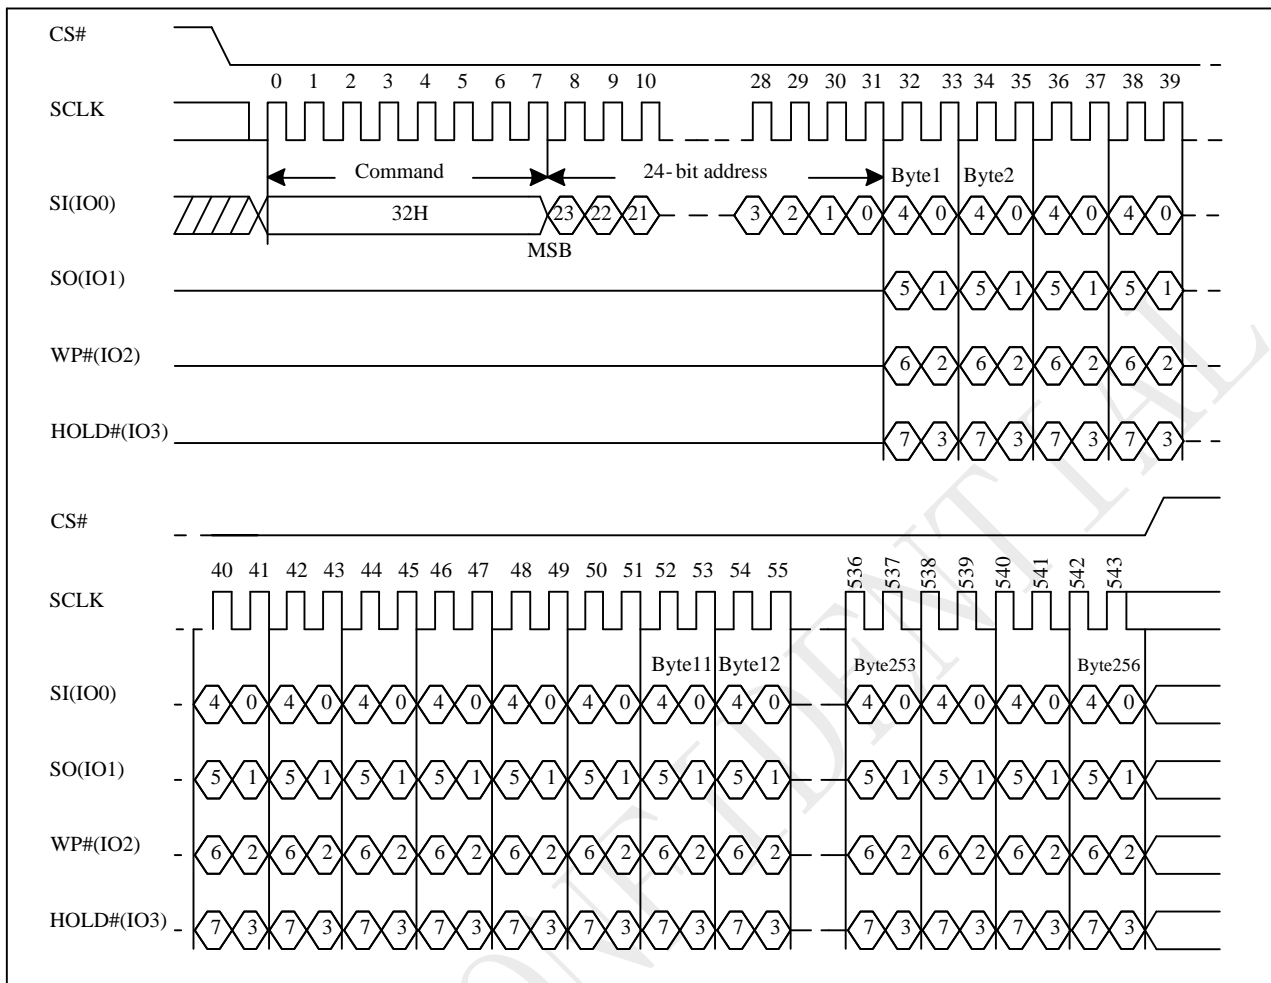 CS#
0 1 2 3 4 5 6 7 8 9 10 28 29 30 31 32 33 34 35 36 37 38 39
SCLK
Command 24-bit address Byte1 Byte2
SI(IO0) 32H 23 22 21 3 2 1 0 4 0 4 0 4 0 4 0
MSB
SO(IO1) 5 1 5 1 5 1 5 1
WP#(IO2) 6 2 6 2 6 2 6 2
HOLD#(IO3) 7 3 7 3 7 3 7 3
CS#
40 41 42 43 44 45 46 47 48 49 50 51 52 53 54 55 536 537 538 539 540 541 542 543
SCLK
Byte11 Byte12 Byte253 Byte256
SI(IO0) 4 0 4 0 4 0 4 0 4 0 4 0 4 0 4 0 4 0 4 0 4 0 4 0
SO(IO1) 5 1 5 1 5 1 5 1 5 1 5 1 5 1 5 1 5 1 5 1 5 1 5 1
WP#(IO2) 6 2 6 2 6 2 6 2 6 2 6 2 6 2 6 2 6 2 6 2 6 2 6 2
HOLD#(IO3) 7 3 7 3 7 3 7 3 7 3 7 3 7 3 7 3 7 3 7 3 7 3 7 3